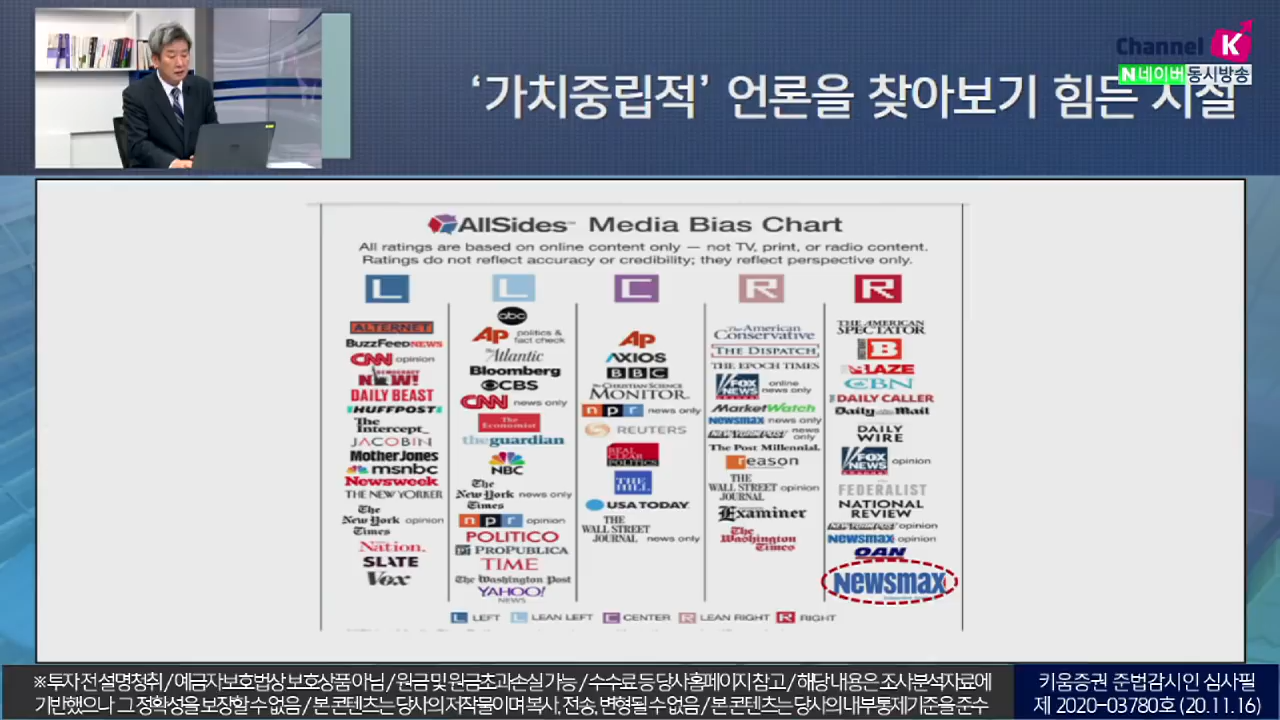 Channel K
N 네이버 동시방송
‘가치중립적’ 언론을 찾아보기 힘든 시절
AllSides™ Media Bias Chart
All ratings are based on online content only — not TV, print, or radio content.
Ratings do not reflect accuracy or credibility; they reflect perspective only.
L L C R R
ALTERNET
BuzzFeed NEWS
CNN opinion
DEMOCRACY NOW!
DAILY BEAST
HUFFPOST
The Intercept_
JACOBIN
Mother Jones
msnbc
Newsweek
THE NEW YORKER
The New York Times opinion
The Nation.
SLATE
Vox
abc
AP politics & fact check
The Atlantic
Bloomberg
CBS
CNN news only
The Economist
the guardian
NBC
The New York Times news only
npr opinion
POLITICO
PROPUBLICA
TIME
The Washington Post
YAHOO! NEWS
AP
AXIOS
BBC
The CHRISTIAN SCIENCE MONITOR
npr news only
REUTERS
REAL CLEAR POLITICS
THE HILL
USA TODAY
THE WALL STREET JOURNAL news only
The American Conservative
THE DISPATCH
THE EPOCH TIMES
FOX NEWS online news only
MarketWatch
Newsmax news only
NEW YORK POST news only
The Post Millennial.
reason
THE WALL STREET JOURNAL opinion
Examiner
The Washington Times
THE AMERICAN SPECTATOR
BREITBART B
BLAZE
CBN
THE DAILY CALLER
Daily Mail
DAILY WIRE
FOX NEWS opinion
THE FEDERALIST
NATIONAL REVIEW
NEW YORK POST opinion
Newsmax opinion
OAN
Newsmax
L LEFT L LEAN LEFT C CENTER R LEAN RIGHT R RIGHT
※ 투자 전 설명청취 / 예금자보호법상 보호상품 아님 / 원금 및 원금초과손실 가능 / 수수료 등 당사홈페이지 참고 / 해당 내용은 조사분석자료에
기반했으나 그 정확성을 보장할 수 없음 / 본 콘텐츠는 당사의 저작물이며 복사, 전송, 변형될 수 없음 / 본 콘텐츠는 당사의 내부통제기준을 준수
키움증권 준법감시인 심사필
제 2020-03780호 (20.11.16)